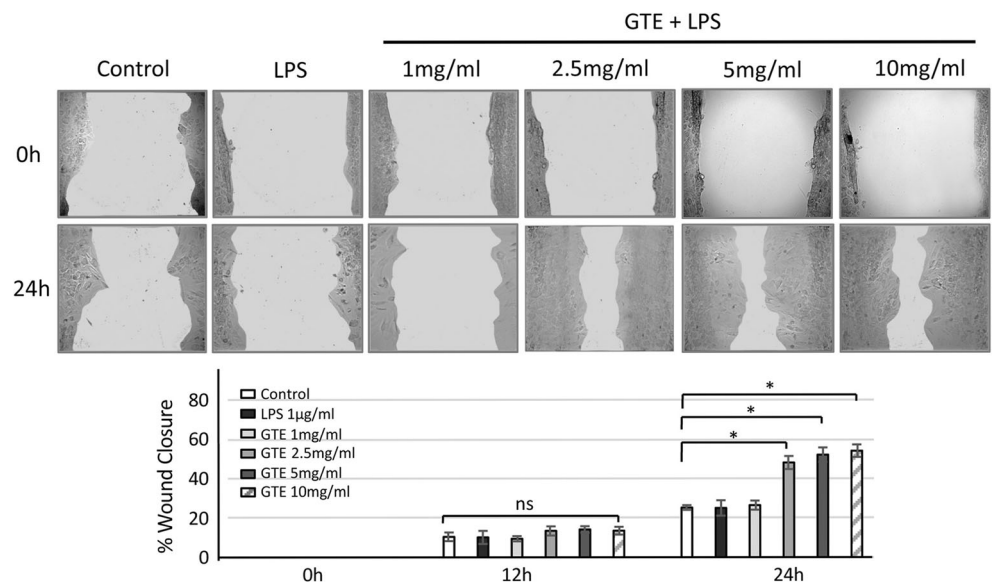 GTE + LPS
Control LPS 1mg/ml 2.5mg/ml 5mg/ml 10mg/ml
0h
24h
% Wound Closure
80
60
40
20
0
Control
LPS 1µg/ml
GTE 1mg/ml
GTE 2.5mg/ml
GTE 5mg/ml
GTE 10mg/ml
ns
*
*
*
0h 12h 24h